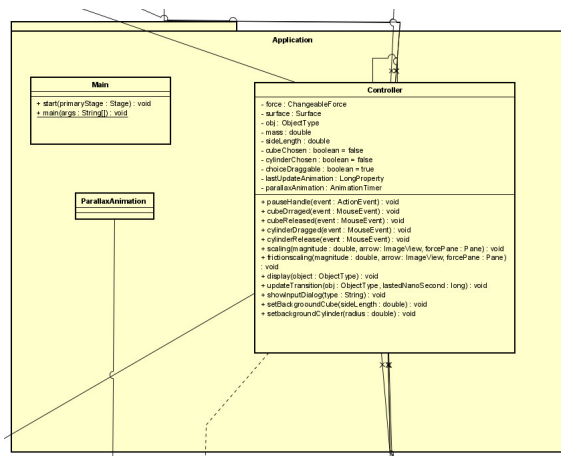 Application
Main
+ start(primaryStage : Stage) : void
+ main(args : String[]) : void
ParallaxAnimation
Controller
- force : ChangeableForce
- surface : Surface
- obj : ObjectType
- mass : double
- sideLength : double
- cubeChosen : boolean = false
- cylinderChosen : boolean = false
- choiceDraggable : boolean = true
- lastUpdateAnimation : LongProperty
- parallaxAnimation : AnimationTimer
+ pauseHandle(event : ActionEvent) : void
+ cubeDrraged(event : MouseEvent) : void
+ cubeReleased(event : MouseEvent) : void
+ cylinderDragged(event : MouseEvent) : void
+ cylinderRelease(event : MouseEvent) : void
+ scaling(magnitude : double, arrow : ImageView, forcePane : Pane) : void
+ frictionscaling(magnitude : double, arrow: ImageView, forcePane : Pane)
: void
+ display(object : ObjectType) : void
+ updateTransition(obj : ObjectType, lastedNanoSecond : long) : void
+ showInputDialog(type : String) : void
+ setBackgrooundCube(sideLength : double) : void
+ setbackgroundCylinder(radius : double) : void